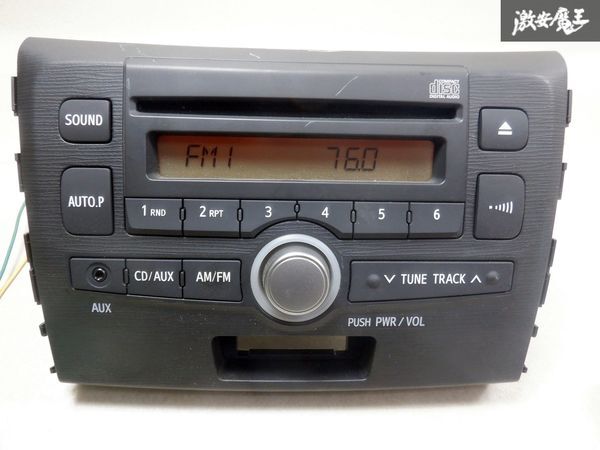 激安魔王
COMPACT
disc
DIGITAL AUDIO
SOUND
FM1 76.0
AUTO.P
1 RND 2 RPT 3 4 5 6
CD/AUX AM/FM
∨ TUNE TRACK ∧
AUX
PUSH PWR/VOL